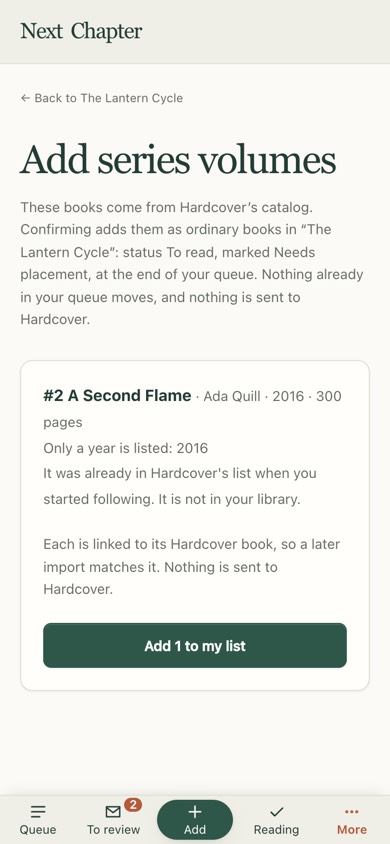 Next Chapter
← Back to The Lantern Cycle
Add series volumes
These books come from Hardcover’s catalog.
Confirming adds them as ordinary books in “The
Lantern Cycle”: status To read, marked Needs
placement, at the end of your queue. Nothing already
in your queue moves, and nothing is sent to
Hardcover.
#2 A Second Flame · Ada Quill · 2016 · 300
pages
Only a year is listed: 2016
It was already in Hardcover's list when you
started following. It is not in your library.
Each is linked to its Hardcover book, so a later
import matches it. Nothing is sent to
Hardcover.
Add 1 to my list
2
Queue To review Add Reading More